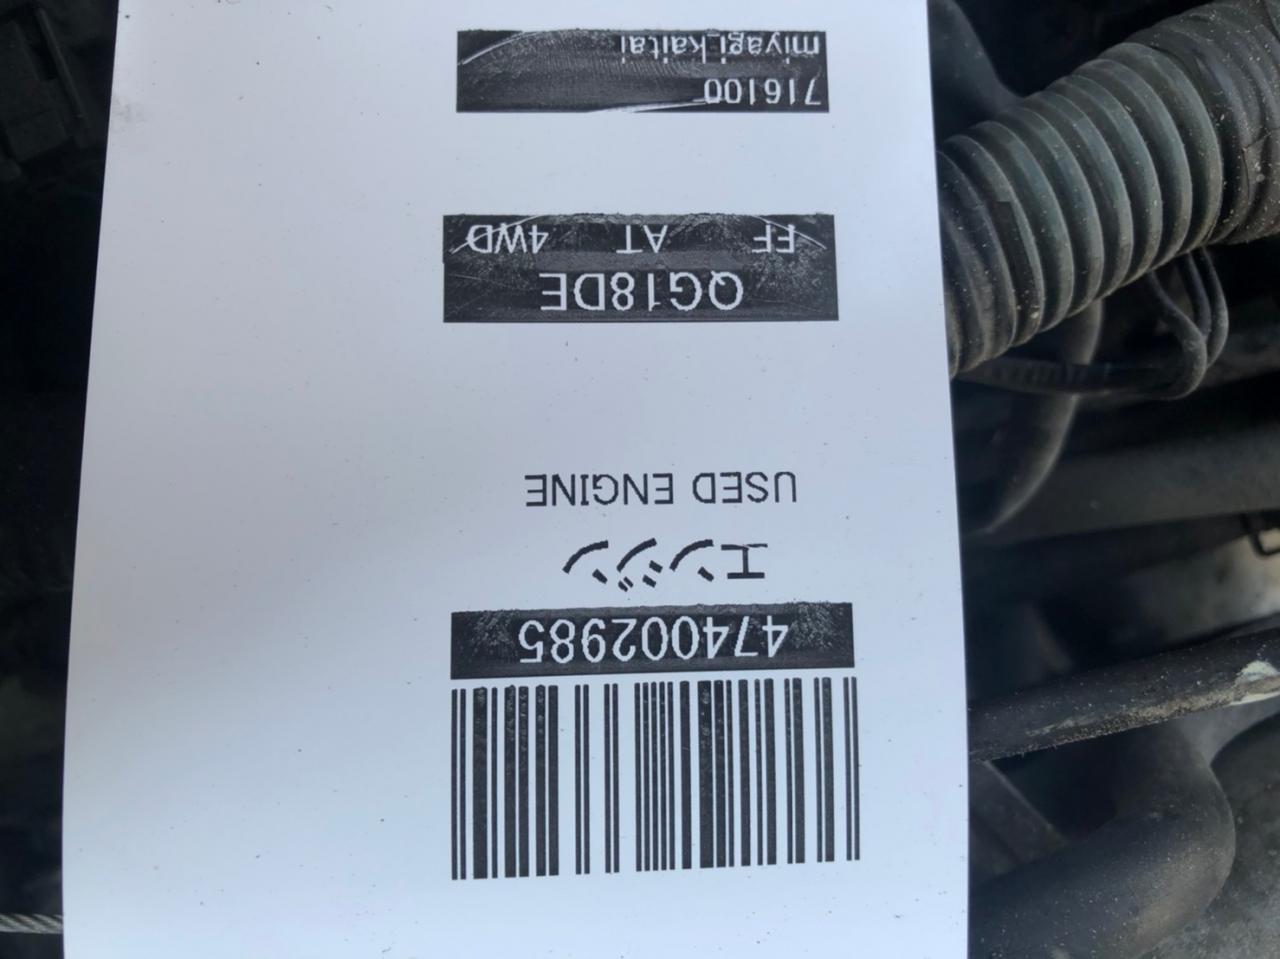 474002985
エンジン
USED ENGINE
QG18DE
FF AT 4WD
716100
miyagi_kaitai